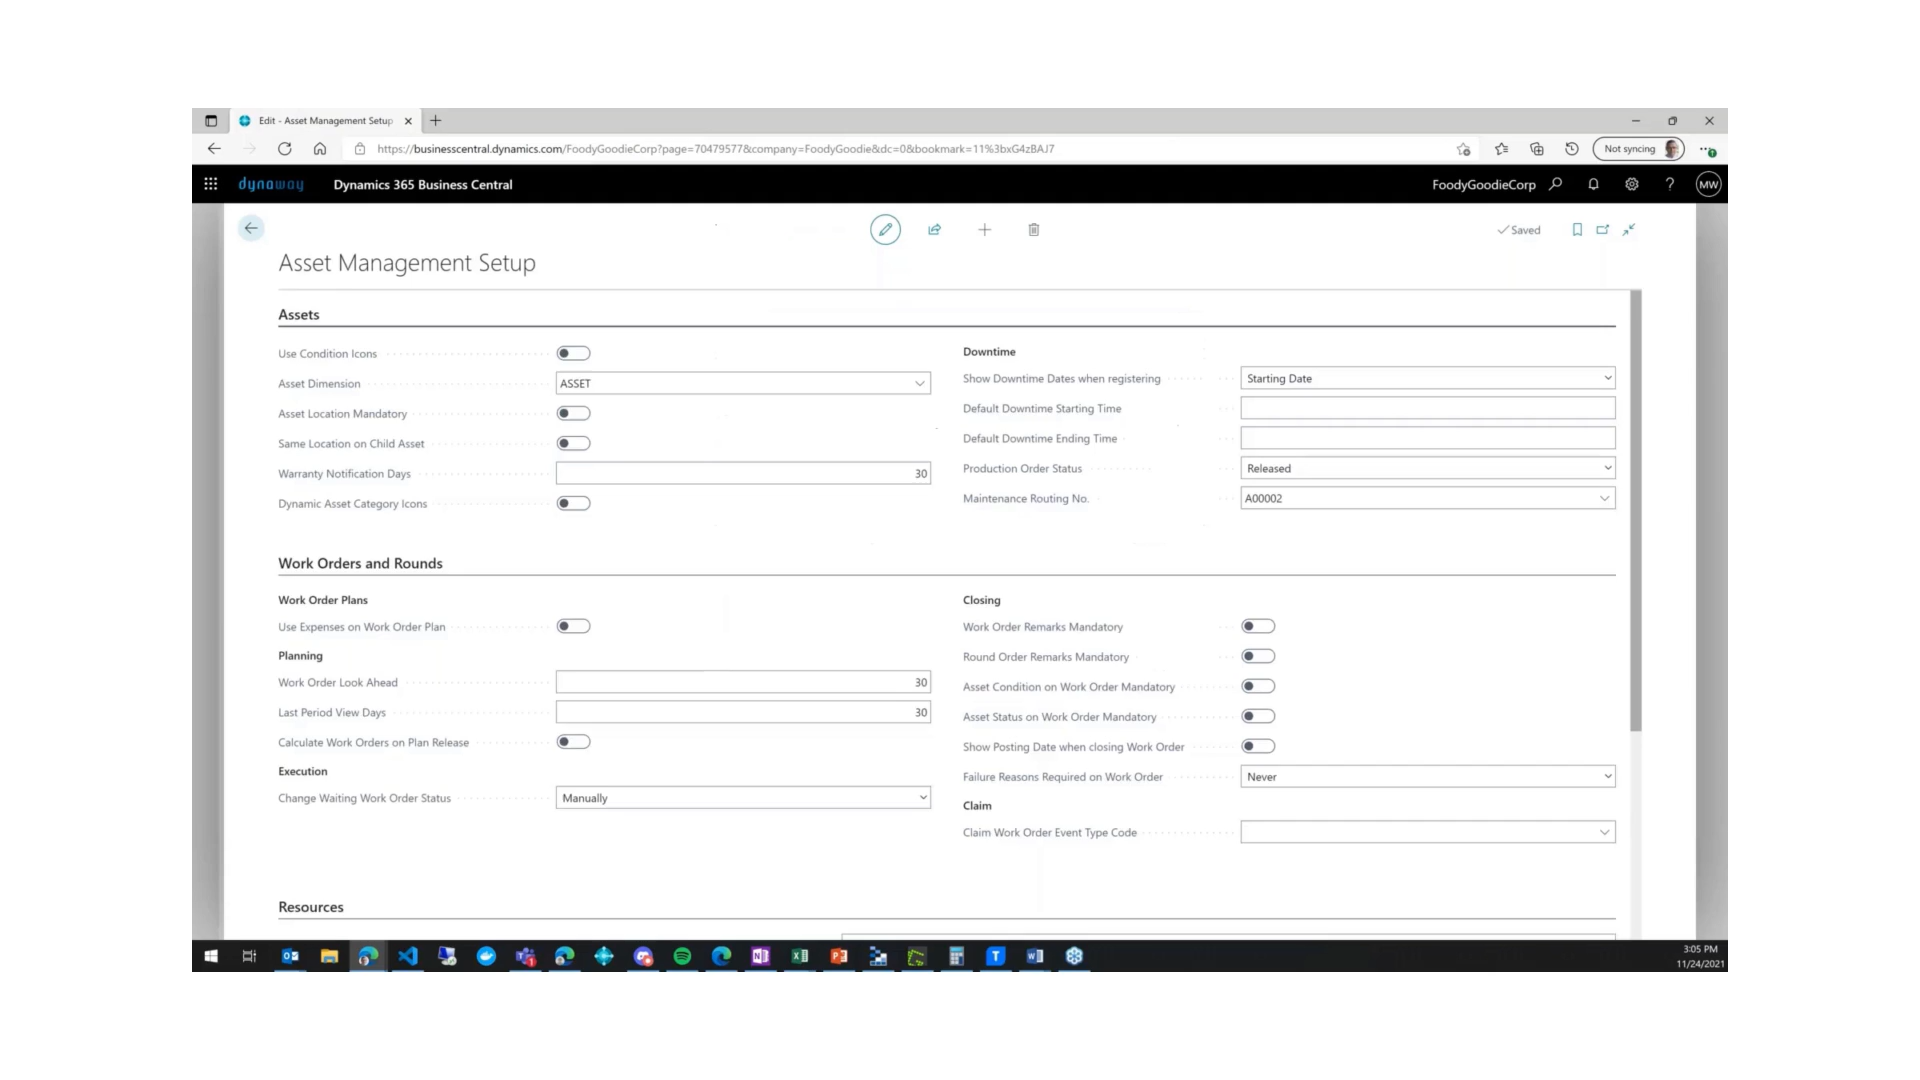 Edit - Asset Management Setup
https://businesscentral.dynamics.com/FoodyGoodieCorp?page=70479577&company=FoodyGoodie&dc=0&bookmark=11%3bxG4zBAJ7
Not syncing
dynaway
Dynamics 365 Business Central
FoodyGoodieCorp
?
MW
Saved
Asset Management Setup
Assets
Use Condition Icons
Asset Dimension
ASSET
Asset Location Mandatory
Same Location on Child Asset
Warranty Notification Days
30
Dynamic Asset Category Icons
Downtime
Show Downtime Dates when registering
Starting Date
Default Downtime Starting Time
Default Downtime Ending Time
Production Order Status
Released
Maintenance Routing No.
A00002
Work Orders and Rounds
Work Order Plans
Use Expenses on Work Order Plan
Planning
Work Order Look Ahead
30
Last Period View Days
30
Calculate Work Orders on Plan Release
Execution
Change Waiting Work Order Status
Manually
Closing
Work Order Remarks Mandatory
Round Order Remarks Mandatory
Asset Condition on Work Order Mandatory
Asset Status on Work Order Mandatory
Show Posting Date when closing Work Order
Failure Reasons Required on Work Order
Never
Claim
Claim Work Order Event Type Code
Resources
3:05 PM
11/24/2021